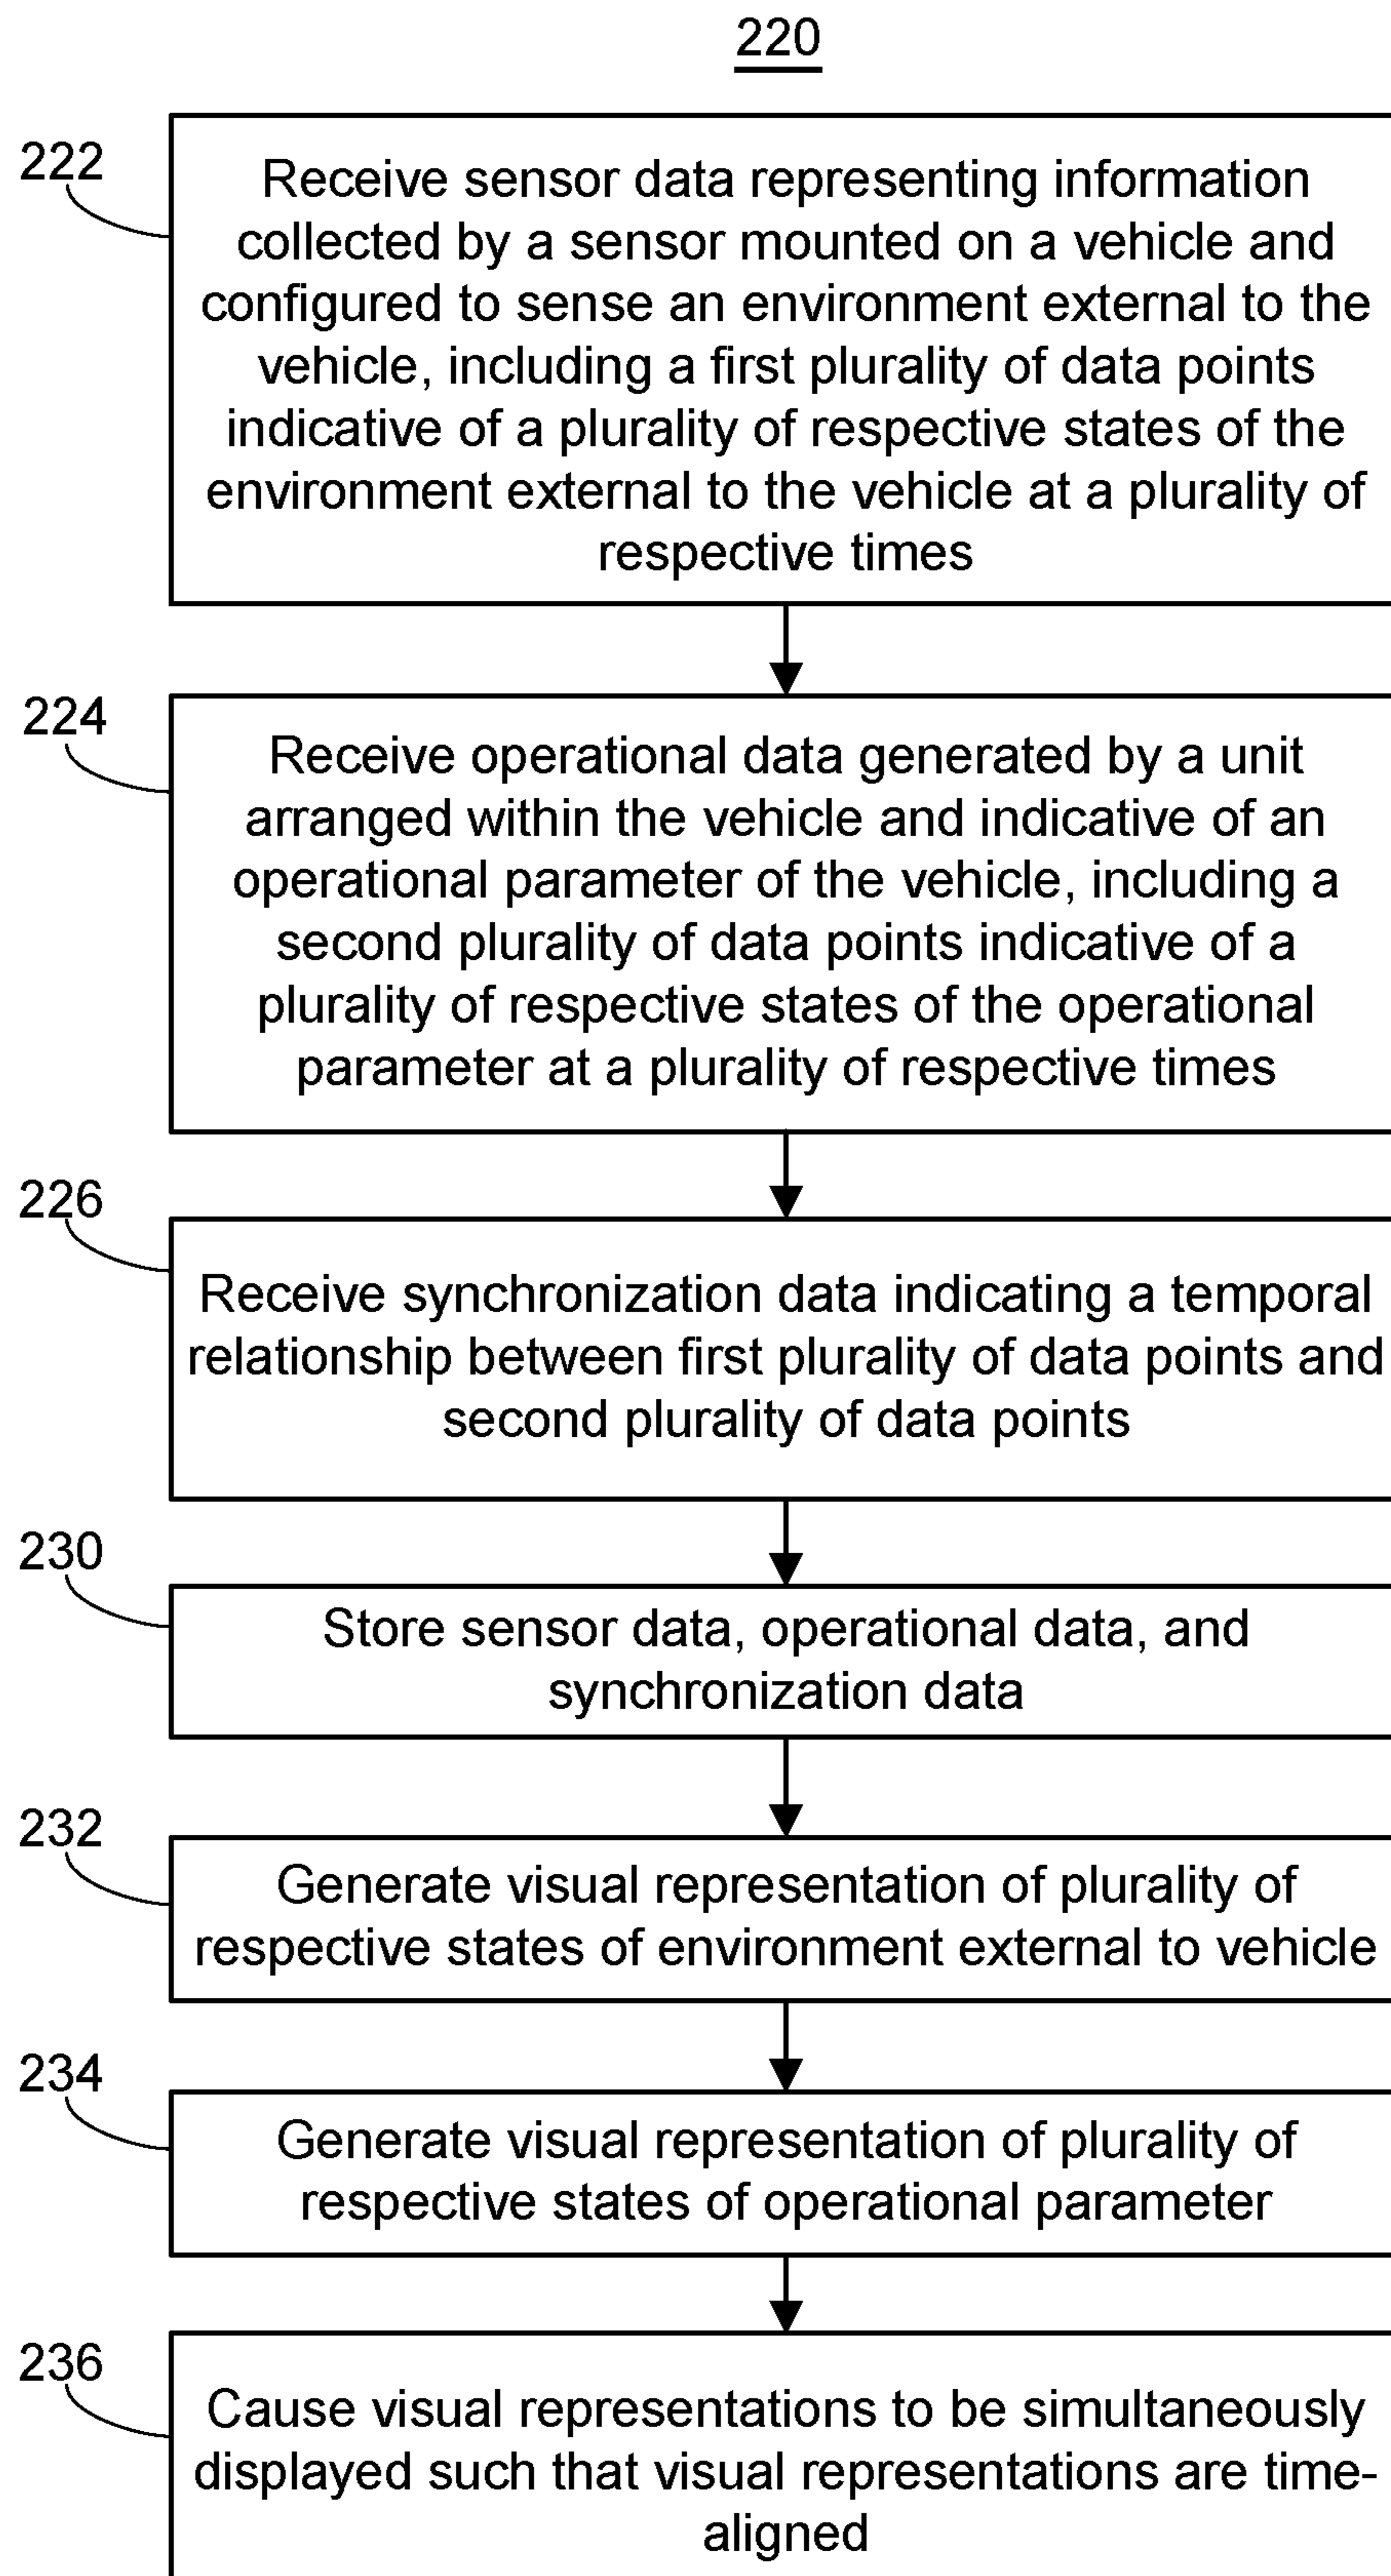 220
222
Receive sensor data representing information
collected by a sensor mounted on a vehicle and
configured to sense an environment external to the
vehicle, including a first plurality of data points
indicative of a plurality of respective states of the
environment external to the vehicle at a plurality of
respective times
224
Receive operational data generated by a unit
arranged within the vehicle and indicative of an
operational parameter of the vehicle, including a
second plurality of data points indicative of a
plurality of respective states of the operational
parameter at a plurality of respective times
226
Receive synchronization data indicating a temporal
relationship between first plurality of data points and
second plurality of data points
230
Store sensor data, operational data, and
synchronization data
232
Generate visual representation of plurality of
respective states of environment external to vehicle
234
Generate visual representation of plurality of
respective states of operational parameter
236
Cause visual representations to be simultaneously
displayed such that visual representations are time-
aligned